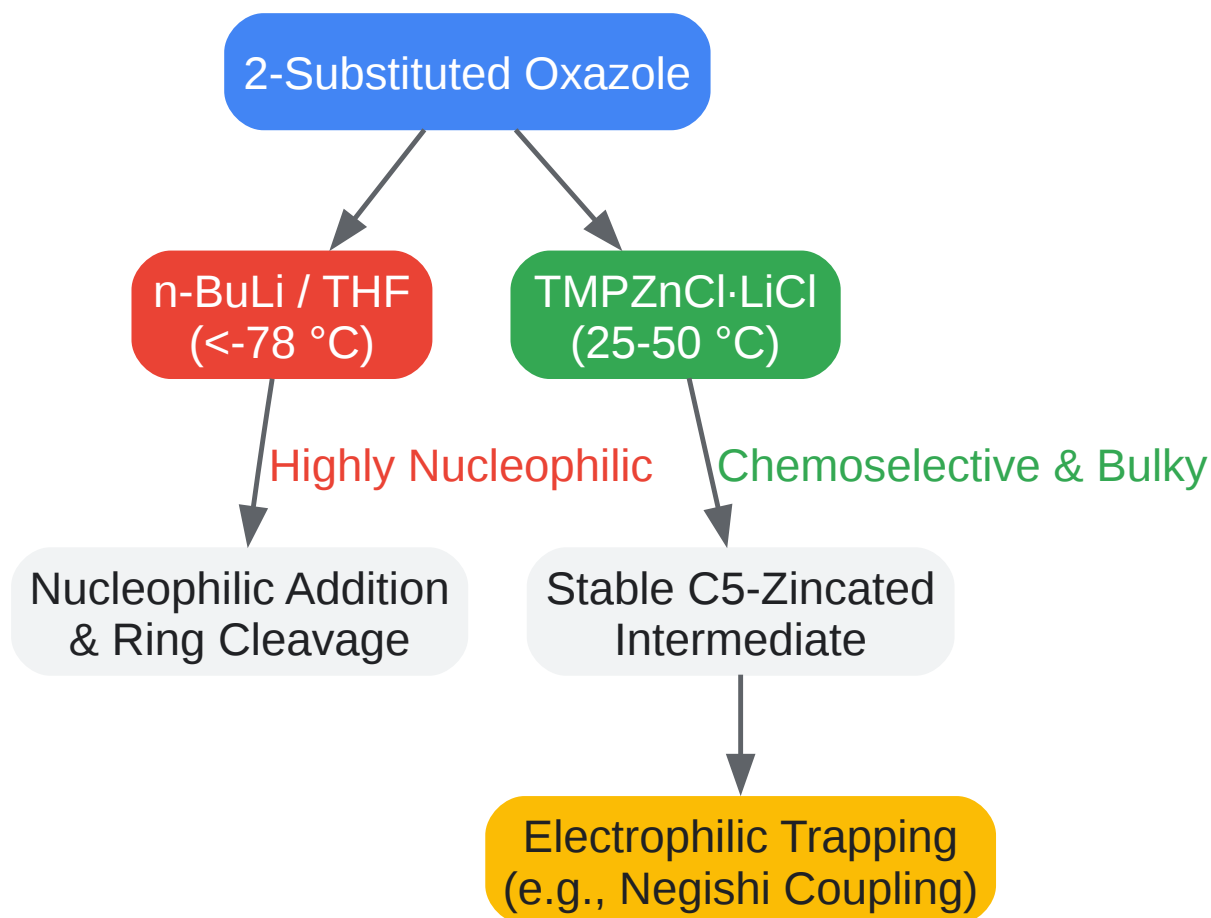 2-Substituted Oxazole
n-BuLi / THF
(<-78 °C)
TMPZnCl·LiCl
(25-50 °C)
Highly Nucleophilic
Chemoselective & Bulky
Nucleophilic Addition
& Ring Cleavage
Stable C5-Zincated
Intermediate
Electrophilic Trapping
(e.g., Negishi Coupling)